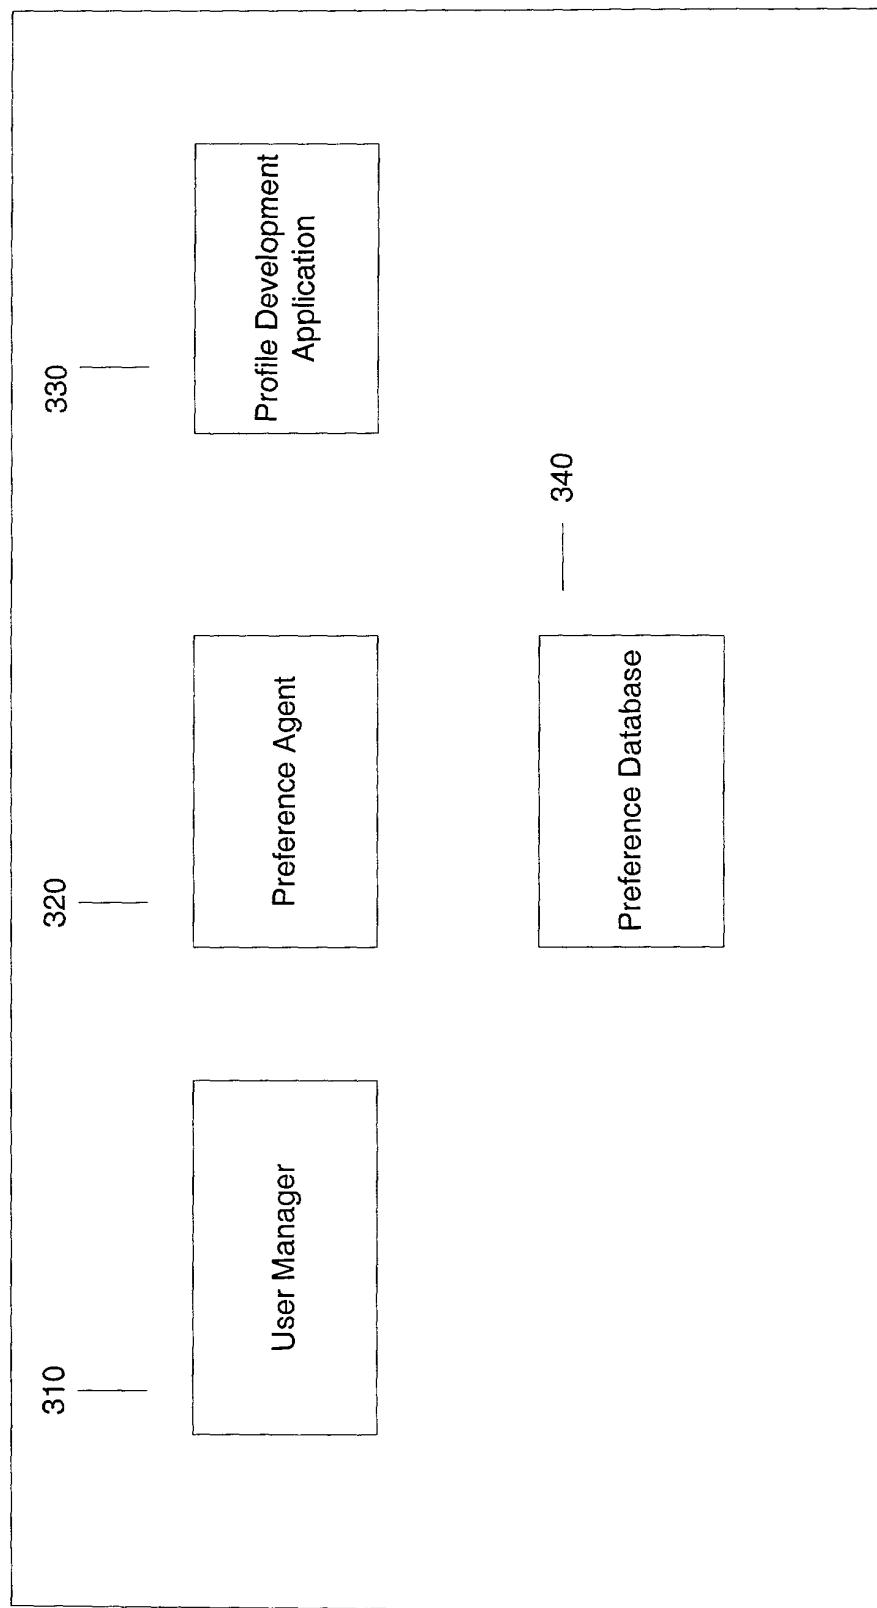 310
320
330
User Manager
Preference Agent
Profile Development
Application
340
Preference Database